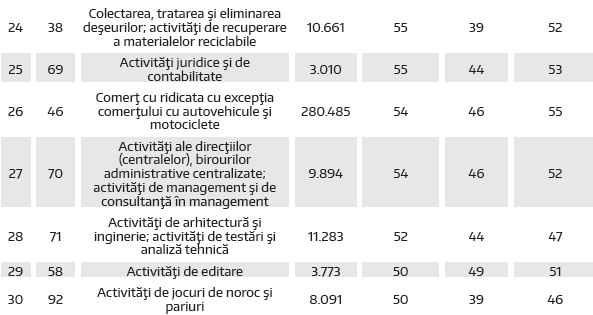 Colectarea, tratarea şi eliminarea
24 38 deşeurilor; activităţi de recuperare 10.661 55 39 52
a materialelor reciclabile
25 69 Activităţi juridice şi de 3.010 55 44 53
contabilitate
Comerţ cu ridicata cu excepţia
26 46 comerţului cu autovehicule şi 280.485 54 46 55
motociclete
Activităţi ale direcţiilor
(centralelor), birourilor
27 70 administrative centralizate; 9.894 54 46 52
activităţi de management şi de
consultanţă în management
Activităţi de arhitectură şi
28 71 inginerie; activităţi de testări şi 11.283 52 44 47
analiză tehnică
29 58 Activităţi de editare 3.773 50 49 51
30 92 Activităţi de jocuri de noroc şi 8.091 50 39 46
pariuri